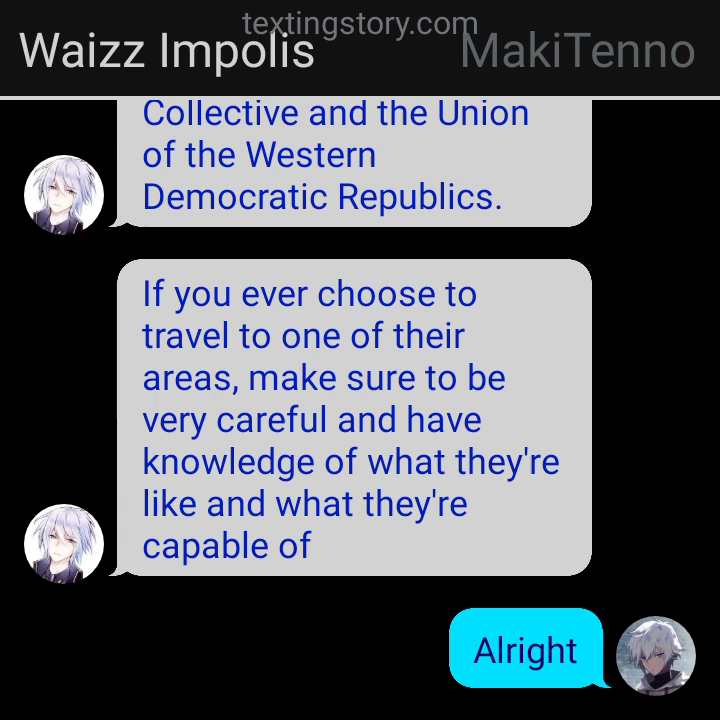 textingstory.com
Waizz Impolis MakiTenno
Collective and the Union
of the Western
Democratic Republics.
If you ever choose to
travel to one of their
areas, make sure to be
very careful and have
knowledge of what they're
like and what they're
capable of
Alright